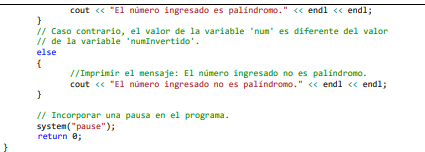 cout << "El número ingresado es palíndromo." << endl << endl;
}
// Caso contrario, el valor de la variable 'num' es diferente del valor
// de la variable 'numInvertido'.
else
{
//Imprimir el mensaje: El número ingresado no es palíndromo.
cout << "El número ingresado no es palíndromo." << endl << endl;
}
// Incorporar una pausa en el programa.
system("pause");
return 0;
}